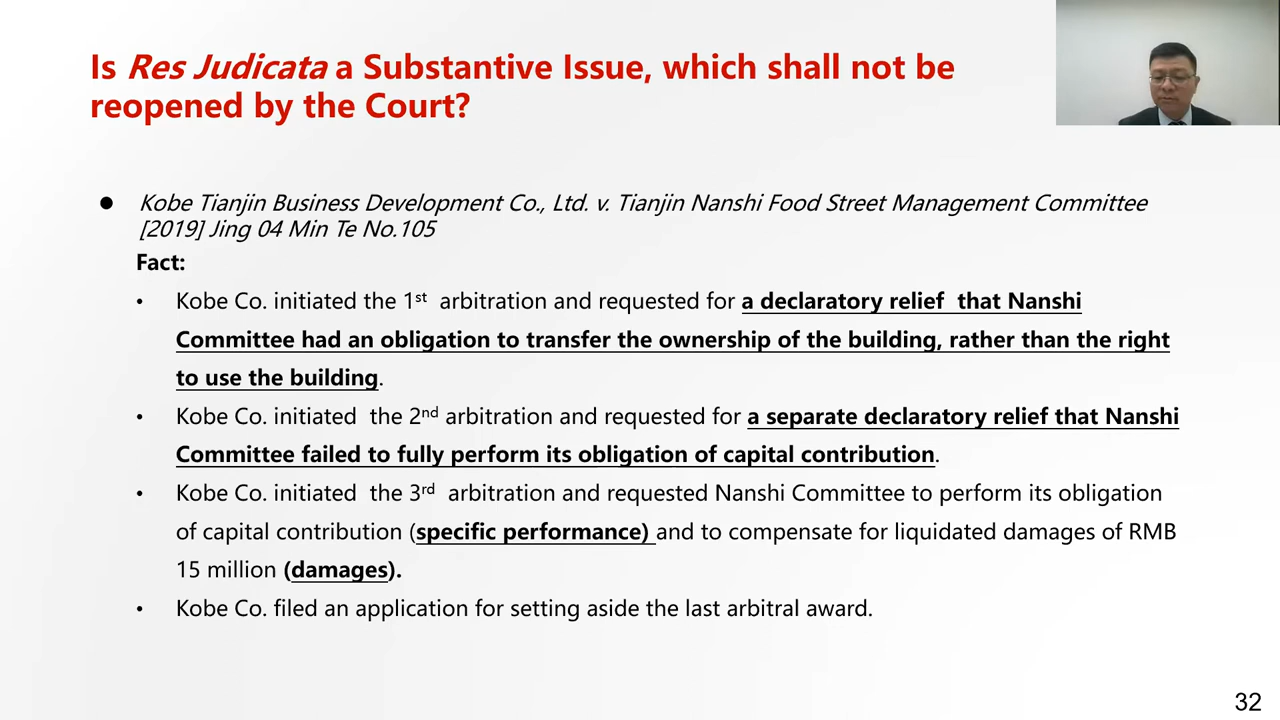 Is Res Judicata a Substantive Issue, which shall not be
reopened by the Court?
● Kobe Tianjin Business Development Co., Ltd. v. Tianjin Nanshi Food Street Management Committee
[2019] Jing 04 Min Te No.105
Fact:
• Kobe Co. initiated the 1st arbitration and requested for a declaratory relief that Nanshi
Committee had an obligation to transfer the ownership of the building, rather than the right
to use the building.
• Kobe Co. initiated the 2nd arbitration and requested for a separate declaratory relief that Nanshi
Committee failed to fully perform its obligation of capital contribution.
• Kobe Co. initiated the 3rd arbitration and requested Nanshi Committee to perform its obligation
of capital contribution (specific performance) and to compensate for liquidated damages of RMB
15 million (damages).
• Kobe Co. filed an application for setting aside the last arbitral award.
32